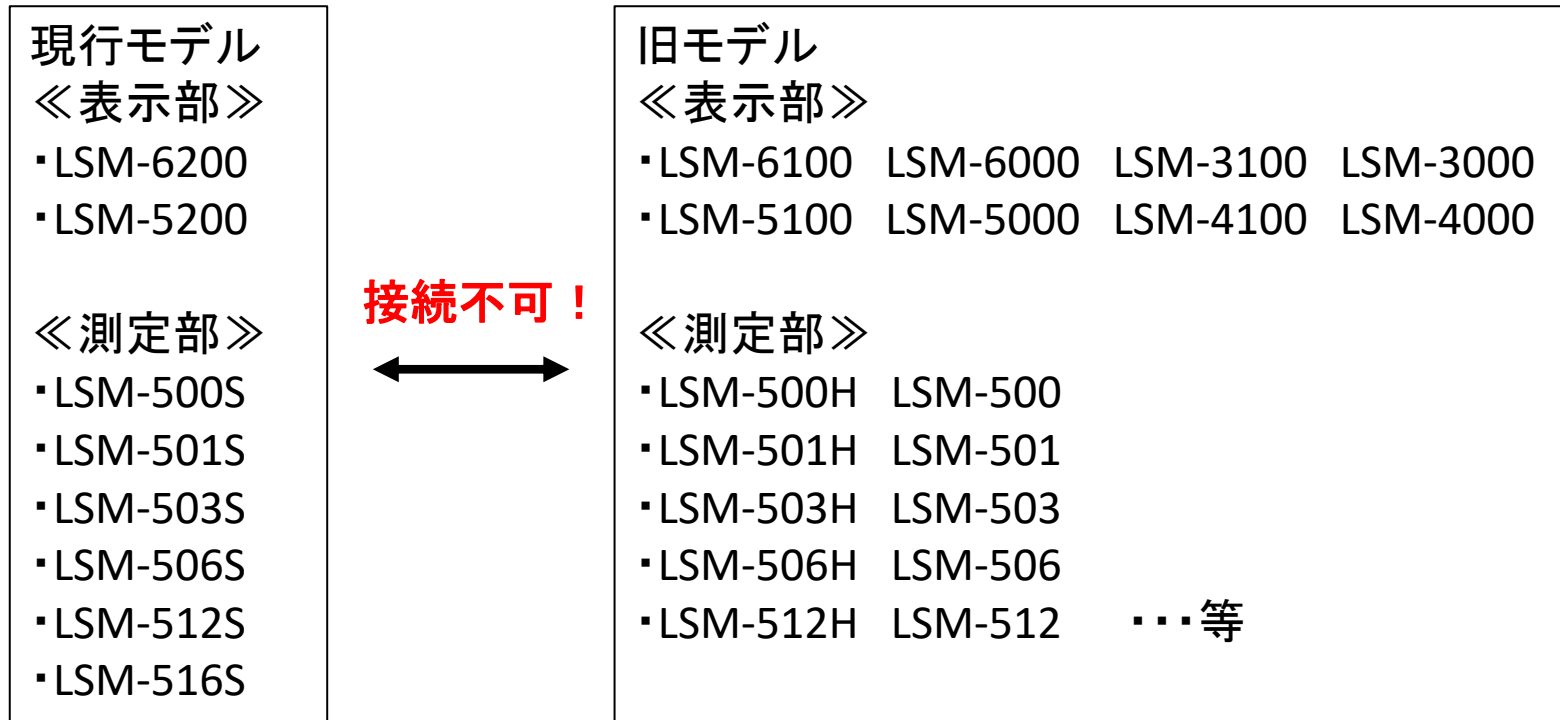 現行モデル
≪表示部≫
・LSM-6200
・LSM-5200
≪測定部≫
・LSM-500S
・LSM-501S
・LSM-503S
・LSM-506S
・LSM-512S
・LSM-516S
接続不可！
旧モデル
≪表示部≫
・LSM-6100 LSM-6000 LSM-3100 LSM-3000
・LSM-5100 LSM-5000 LSM-4100 LSM-4000
≪測定部≫
・LSM-500H LSM-500
・LSM-501H LSM-501
・LSM-503H LSM-503
・LSM-506H LSM-506
・LSM-512H LSM-512 ・・・等